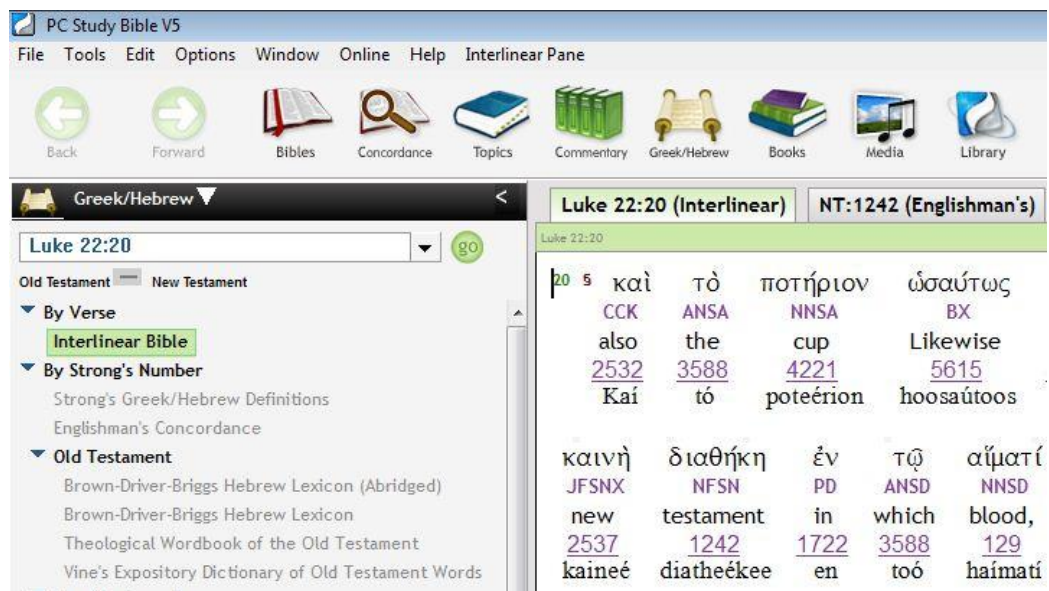 PC Study Bible V5
File Tools Edit Options Window Online Help Interlinear Pane
Back Forward Bibles Concordance Topics Commentary Greek/Hebrew Books Media Library
Greek/Hebrew <
Luke 22:20 go
Old Testament New Testament
By Verse
Interlinear Bible
By Strong's Number
Strong's Greek/Hebrew Definitions
Englishman's Concordance
Old Testament
Brown-Driver-Briggs Hebrew Lexicon (Abridged)
Brown-Driver-Briggs Hebrew Lexicon
Theological Wordbook of the Old Testament
Vine's Expository Dictionary of Old Testament Words
Luke 22:20 (Interlinear) NT:1242 (Englishman's)
Luke 22:20
20 § καὶ τὸ ποτήριον ὡσαύτως
CCK ANSA NNSA BX
also the cup Likewise
2532 3588 4221 5615
Kaí tó poteérion hoosaútoos
καινὴ διαθήκη ἐν τῷ αἵματί
JFSNX NFSN PD ANSD NNSD
new testament in which blood,
2537 1242 1722 3588 129
kaineé diatheékee en toó haímatí